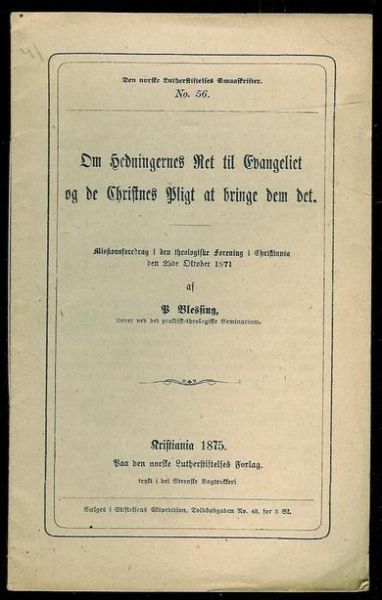 Den norske Lutherstiftelses Smaaskrifter.
No. 56.
Om Hedningernes Ret til Evangeliet
og de Christnes Pligt at bringe dem det.
Missionsforedrag i den theologiske Forening i Christiania
den 25de Oktober 1871
af
P Blessing,
Lærer ved det praktisk-theologiske Seminarium.
Kristiania 1875.
Paa den norske Lutherstiftelses Forlag.
trykt i det Steenske Bogtrykkeri
Sælges i Stiftelsens Expedition, Toldbodgaden No. 40, for 3 Sk.